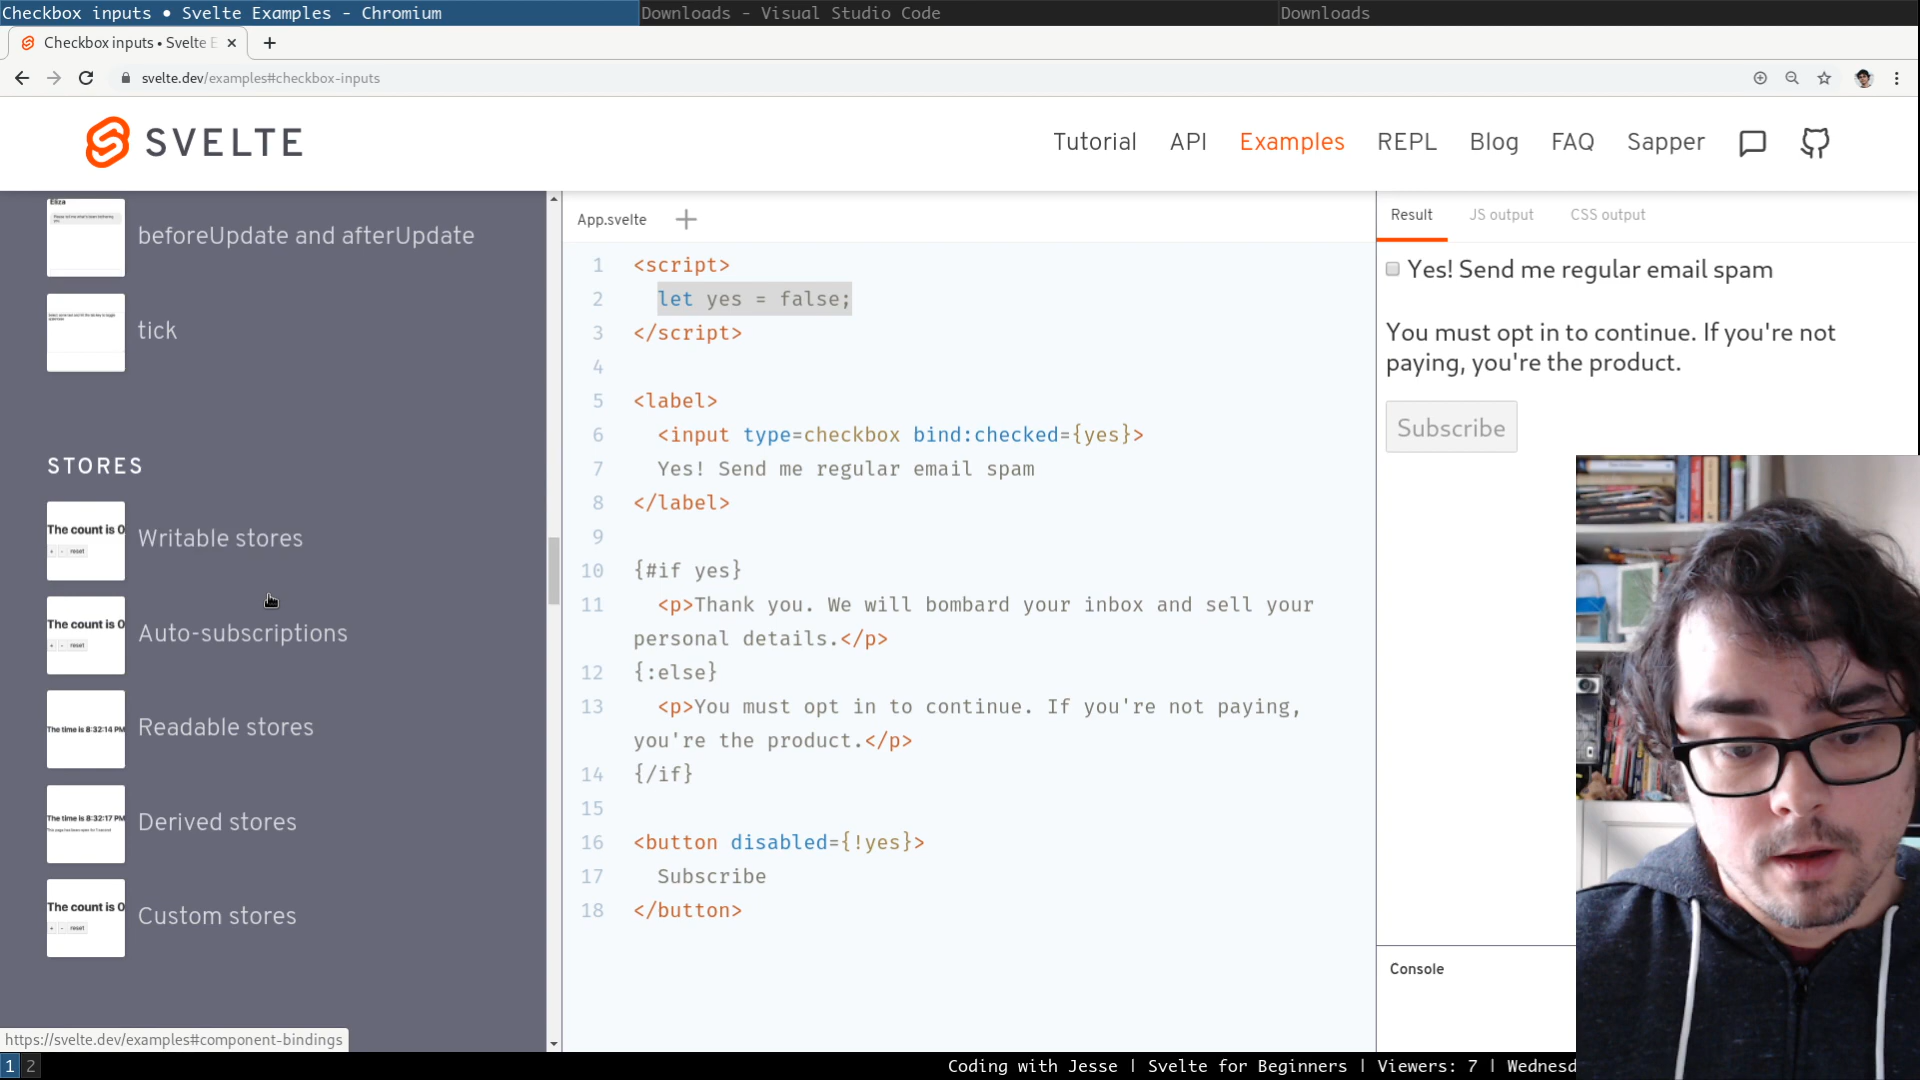 Checkbox inputs • Svelte Examples - Chromium
Downloads - Visual Studio Code
Downloads
Checkbox inputs • Svelte E
svelte.dev/examples#checkbox-inputs
SVELTE
Tutorial
API
Examples
REPL
Blog
FAQ
Sapper
Eliza
beforeUpdate and afterUpdate
tick
STORES
The count is 0
+ - reset
Writable stores
The count is 0
+ - reset
Auto-subscriptions
The time is 8:32:14 PM
Readable stores
The time is 8:32:17 PM
Derived stores
The count is 0
+ - reset
Custom stores
https://svelte.dev/examples#component-bindings
App.svelte
1 <script>
2 let yes = false;
3 </script>
4
5 <label>
6 <input type=checkbox bind:checked={yes}>
7 Yes! Send me regular email spam
8 </label>
9
10 {#if yes}
11 <p>Thank you. We will bombard your inbox and sell your
personal details.</p>
12 {:else}
13 <p>You must opt in to continue. If you're not paying,
you're the product.</p>
14 {/if}
15
16 <button disabled={!yes}>
17 Subscribe
18 </button>
Result
JS output
CSS output
Yes! Send me regular email spam
You must opt in to continue. If you're not
paying, you're the product.
Subscribe
Console
1 2
Coding with Jesse | Svelte for Beginners | Viewers: 7 | Wednesd